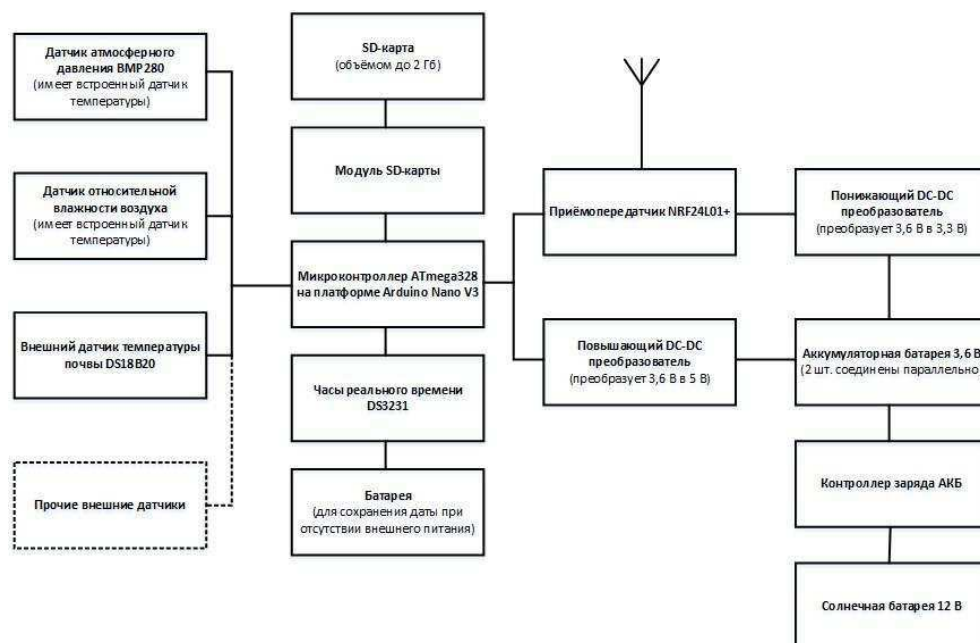 Датчик атмосферного
давления BMP280
(имеет встроенный датчик
температуры)
Датчик относительной
влажности воздуха
(имеет встроенный датчик
температуры)
Внешний датчик температуры
почвы DS18B20
Прочие внешние датчики
SD-карта
(объёмом до 2 Гб)
Модуль SD-карты
Микроконтроллер ATmega328
на платформе Arduino Nano V3
Часы реального времени
DS3231
Батарея
(для сохранения даты при
отсутствии внешнего питания)
Приёмопередатчик NRF24L01+
Повышающий DC-DC
преобразователь
(преобразует 3,6 В в 5 В)
Понижающий DC-DC
преобразователь
(преобразует 3,6 В в 3,3 В)
Аккумуляторная батарея 3,6 В
(2 шт. соединены параллельно)
Контроллер заряда АКБ
Солнечная батарея 12 В